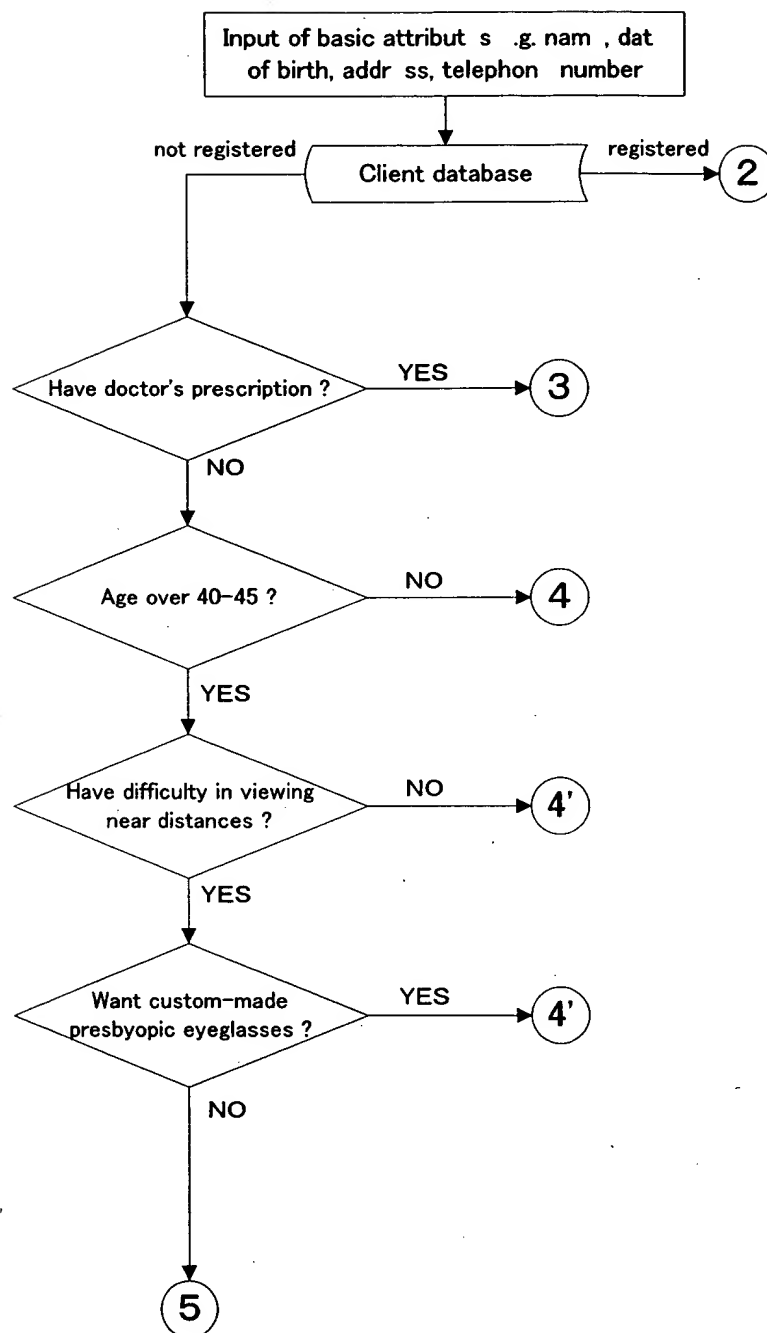 Input of basic attribut s .g. nam , dat
of birth, addr ss, telephon number
not registered
Client database
registered
2
Have doctor's prescription ?
YES
3
NO
Age over 40-45 ?
NO
4
YES
Have difficulty in viewing
near distances ?
NO
4'
YES
Want custom-made
presbyopic eyeglasses ?
YES
4'
NO
5